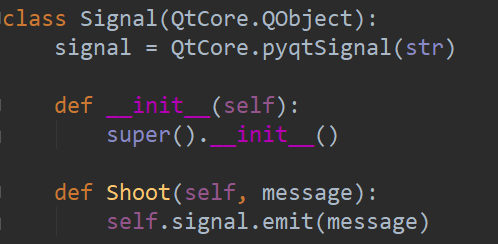 class Signal(QtCore.QObject):
    signal = QtCore.pyqtSignal(str)

    def __init__(self):
        super().__init__()

    def Shoot(self, message):
        self.signal.emit(message)